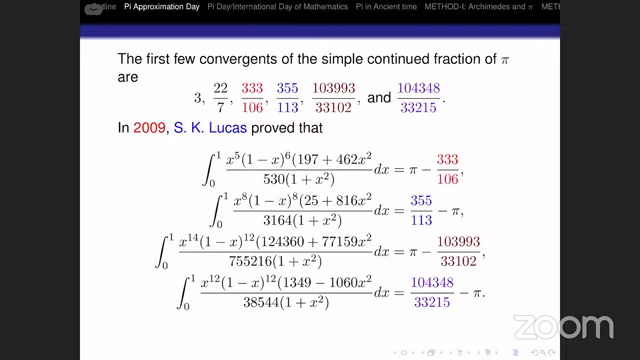 Outline Pi Approximation Day Pi Day/International Day of Mathematics Pi in Ancient time METHOD-I: Archimedes and π METH
The first few convergents of the simple continued fraction of π
are
3, 22/7, 333/106, 355/113, 103993/33102, and 104348/33215.
In 2009, S. K. Lucas proved that
∫₀¹ x⁵(1 − x)⁶(197 + 462x² / 530(1 + x²) dx = π − 333/106,
∫₀¹ x⁸(1 − x)⁸(25 + 816x² / 3164(1 + x²) dx = 355/113 − π,
∫₀¹ x¹⁴(1 − x)¹²(124360 + 77159x² / 755216(1 + x²) dx = π − 103993/33102,
∫₀¹ x¹²(1 − x)¹²(1349 − 1060x² / 38544(1 + x²) dx = 104348/33215 − π.
zoom